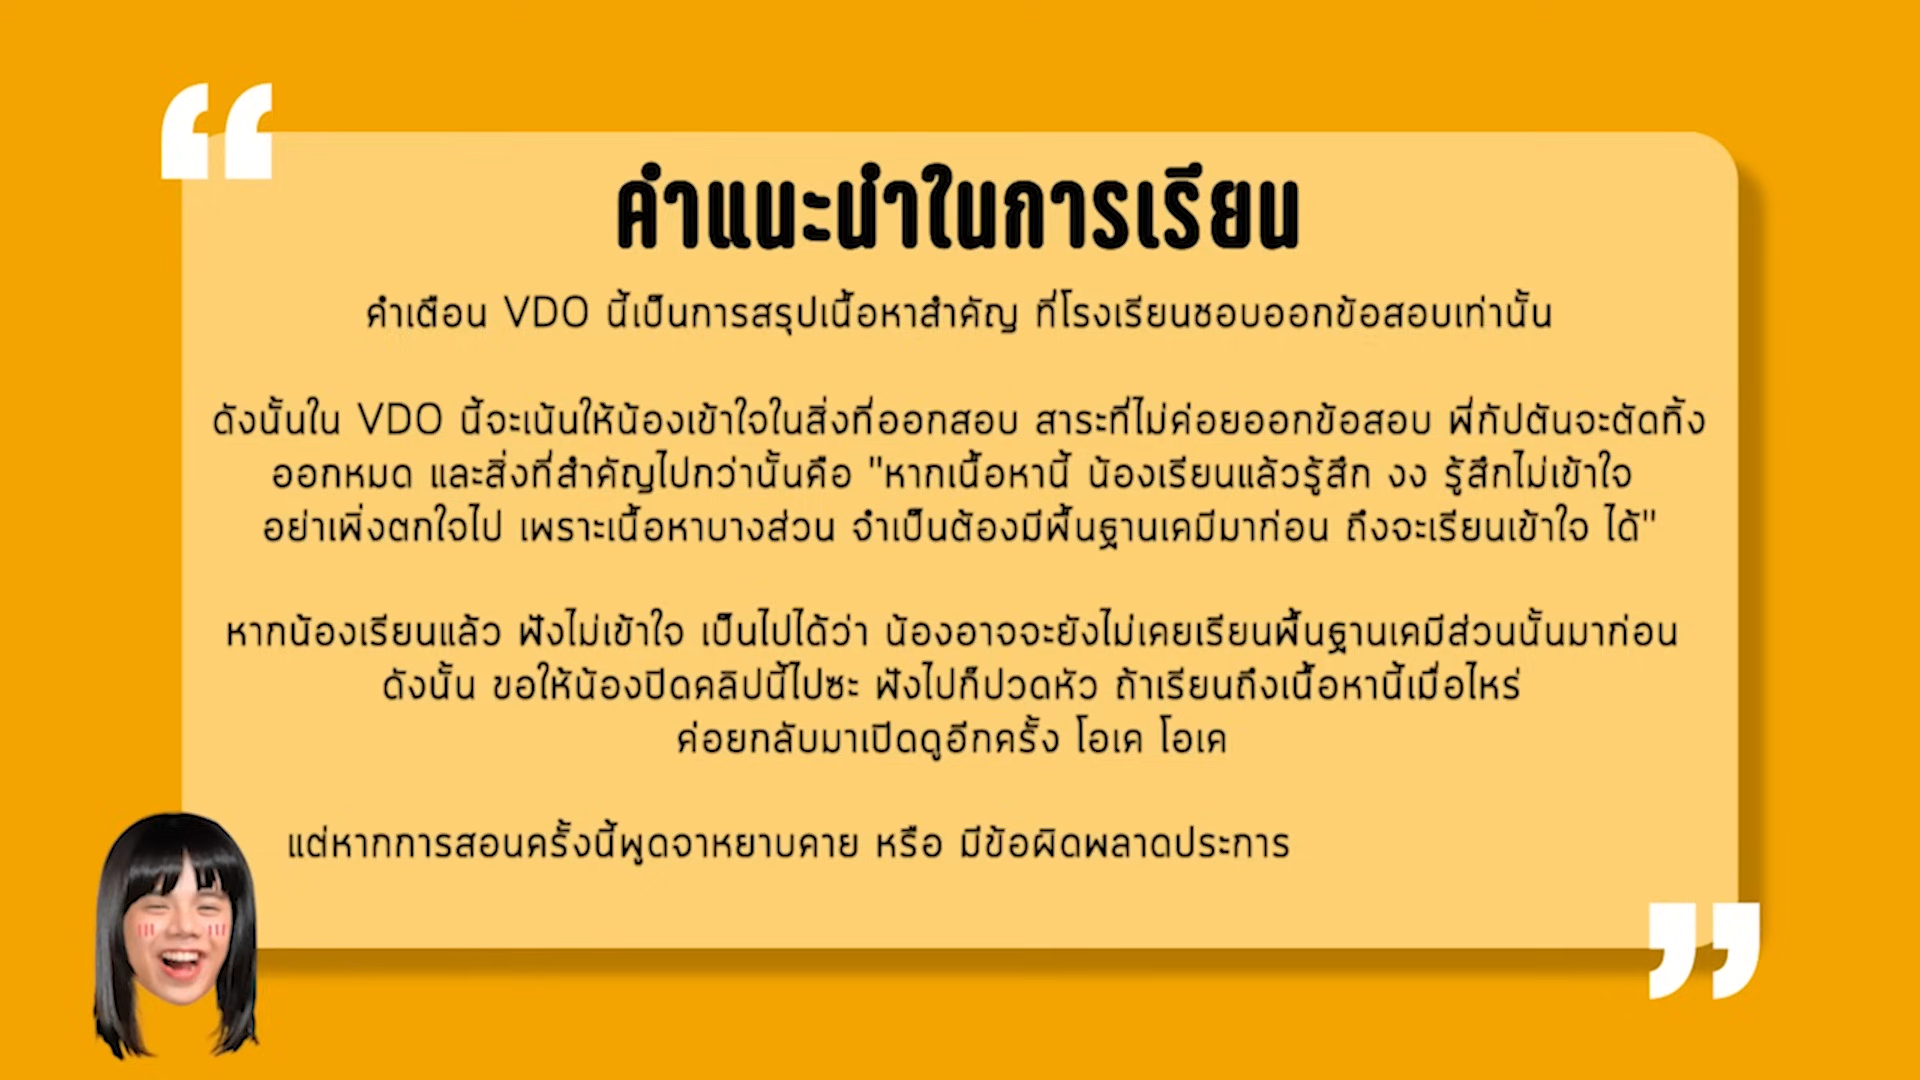 คำแนะนำในการเรียน
คำเตือน VDO นี้เป็นการสรุปเนื้อหาสำคัญ ที่โรงเรียนชอบออกข้อสอบเท่านั้น
ดังนั้นใน VDO นี้จะเน้นให้น้องเข้าใจในสิ่งที่ออกสอบ สาระที่ไม่ค่อยออกข้อสอบ พี่กัปตันจะตัดทิ้ง
ออกหมด และสิ่งที่สำคัญไปกว่านั้นคือ "หากเนื้อหานี้ น้องเรียนแล้วรู้สึก งง รู้สึกไม่เข้าใจ
อย่าเพิ่งตกใจไป เพราะเนื้อหาบางส่วน จำเป็นต้องมีพื้นฐานเคมีมาก่อน ถึงจะเรียนเข้าใจ ได้"
หากน้องเรียนแล้ว ฟังไม่เข้าใจ เป็นไปได้ว่า น้องอาจจะยังไม่เคยเรียนพื้นฐานเคมีส่วนนั้นมาก่อน
ดังนั้น ขอให้น้องปิดคลิปนี้ไปซะ ฟังไปก็ปวดหัว ถ้าเรียนถึงเนื้อหานี้เมื่อไหร่
ค่อยกลับมาเปิดดูอีกครั้ง โอเค โอเค
แต่หากการสอนครั้งนี้พูดจาหยาบคาย หรือ มีข้อผิดพลาดประการ